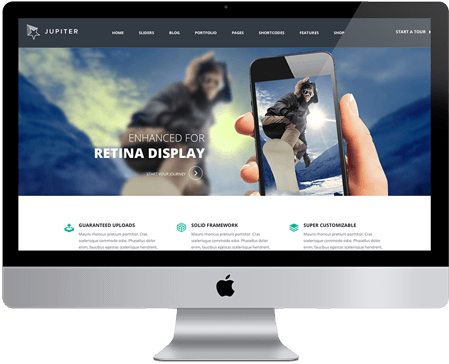 JUPITER
HOME SLIDERS BLOG PORTFOLIO PAGES SHORTCODES FEATURES SHOP
START A TOUR
ENHANCED FOR
RETINA DISPLAY
START YOUR JOURNEY
GUARANTEED UPLOADS
Mauris rhoncus pretium porttitor. Cras
scelerisque commodo odio. Phasellus dolor
enim, faucibus egestas scelerisque hendrerit,
SOLID FRAMEWORK
Mauris rhoncus pretium porttitor. Cras
scelerisque commodo odio. Phasellus dolor
enim, faucibus egestas scelerisque hendrerit,
SUPER CUSTOMIZABLE
Mauris rhoncus pretium porttitor. Cras
scelerisque commodo odio. Phasellus dolor
enim, faucibus egestas scelerisque hendrerit,